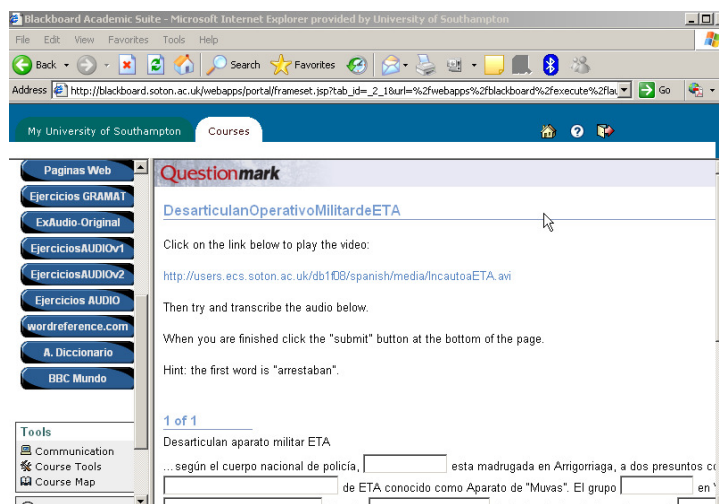 Blackboard Academic Suite - Microsoft Internet Explorer provided by University of Southampton
File Edit View Favorites Tools Help
Back Search Favorites
Address http://blackboard.soton.ac.uk/webapps/portal/frameset.jsp?tab_id=_2_1&url=%2fwebapps%2fblackboard%2fexecute%2flau Go
My University of Southampton Courses
Paginas Web
Ejercicios GRAMAT
ExAudio-Original
EjerciciosAUDIOv1
EjerciciosAUDIOv2
Ejercicios AUDIO
wordreference.com
A. Diccionario
BBC Mundo
Tools
Communication
Course Tools
Course Map
Questionmark
DesarticulanOperativoMilitardeETA
Click on the link below to play the video:
http://users.ecs.soton.ac.uk/db1f08/spanish/media/IncautoaETA.avi
Then try and transcribe the audio below.
When you are finished click the "submit" button at the bottom of the page.
Hint: the first word is "arrestaban".
1 of 1
Desarticulan aparato militar ETA
...según el cuerpo nacional de policía, esta madrugada en Arrigorriaga, a dos presuntos
de ETA conocido como Aparato de "Muvas". El grupo en